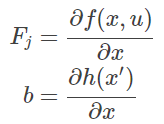 F_j = ∂f(x, u) / ∂x
b = ∂h(x′) / ∂x